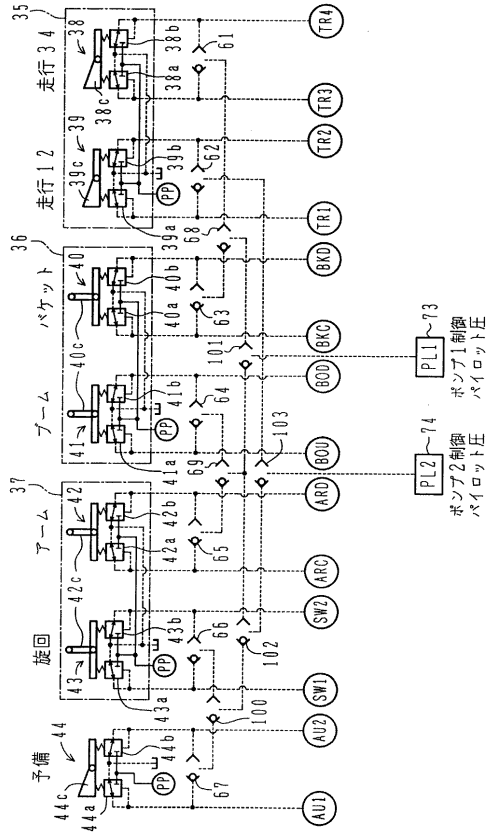 35
36
37
走行34
走行12
バケット
ブーム
アーム
旋回
予備
38
38c
38a
38b
39
39c
39a
39b
40
40c
40a
40b
41
41a
41b
42
42c
42a
42b
43
43a
43b
44
44c
44a
44b
PP
PP
PP
PP
61
62
63
64
65
66
67
68
69
100
101
102
103
TR4
TR3
TR2
TR1
BKD
BKC
BOD
BOU
ARD
ARC
SW2
SW1
AU2
AU1
PL1
73
ポンプ1制御
パイロット圧
PL2
74
ポンプ2制御
パイロット圧